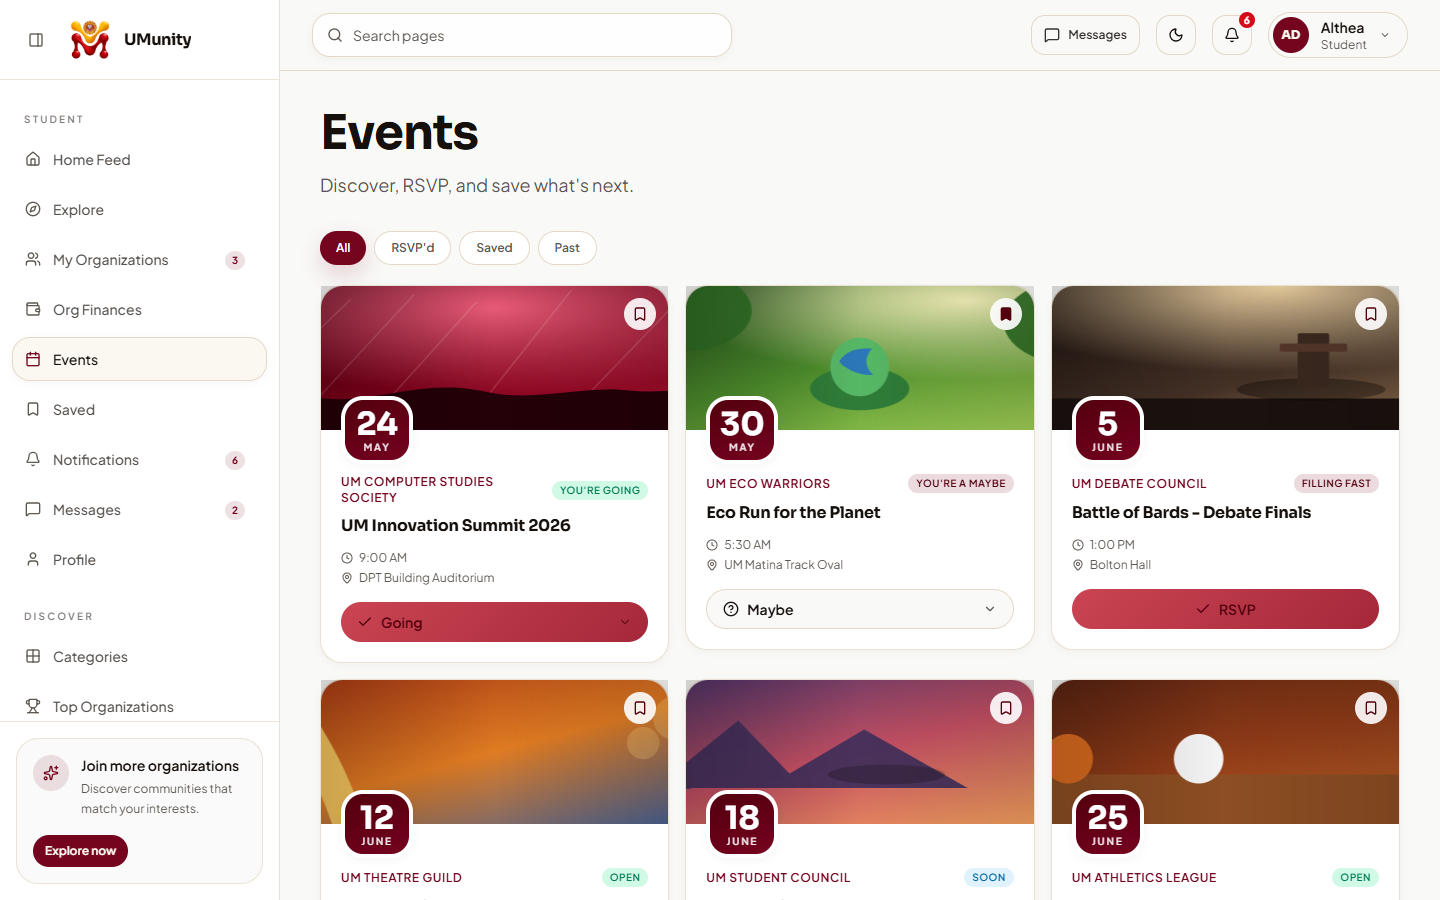 UMunity
Search pages
Messages
6
AD
Althea
Student
STUDENT
Home Feed
Explore
My Organizations
3
Org Finances
Events
Saved
Notifications
6
Messages
2
Profile
DISCOVER
Categories
Top Organizations
Join more organizations
Discover communities that
match your interests.
Explore now
Events
Discover, RSVP, and save what's next.
All
RSVP'd
Saved
Past
24
MAY
UM COMPUTER STUDIES
SOCIETY
YOU'RE GOING
UM Innovation Summit 2026
9:00 AM
DPT Building Auditorium
Going
30
MAY
UM ECO WARRIORS
YOU'RE A MAYBE
Eco Run for the Planet
5:30 AM
UM Matina Track Oval
Maybe
5
JUNE
UM DEBATE COUNCIL
FILLING FAST
Battle of Bards - Debate Finals
1:00 PM
Bolton Hall
RSVP
12
JUNE
UM THEATRE GUILD
OPEN
18
JUNE
UM STUDENT COUNCIL
SOON
25
JUNE
UM ATHLETICS LEAGUE
OPEN